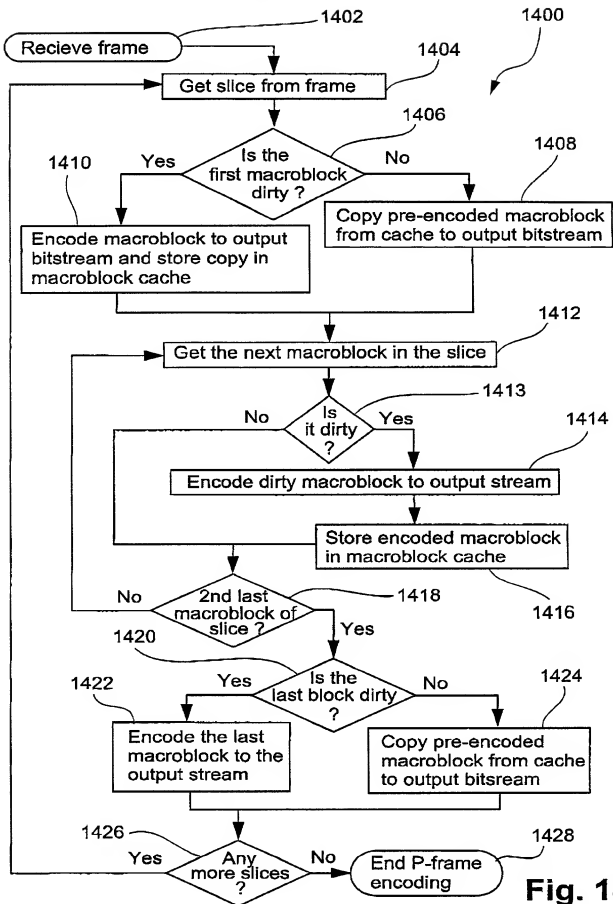 1402
1400
Recieve frame
1404
Get slice from frame
1406
Is the
first macroblock
dirty ?
Yes
No
1410
1408
Encode macroblock to output
bitstream and store copy in
macroblock cache
Copy pre-encoded macroblock
from cache to output bitstream
1412
Get the next macroblock in the slice
1413
Is
it dirty
?
No
Yes
1414
Encode dirty macroblock to output stream
Store encoded macroblock
in macroblock cache
1416
2nd last
macroblock of
slice ?
1418
No
Yes
1420
Is the
last block dirty
?
Yes
No
1422
1424
Encode the last
macroblock to the
output stream
Copy pre-encoded
macroblock from cache
to output bitsream
1426
Any
more slices
?
Yes
No
1428
End P-frame
encoding
Fig. 1